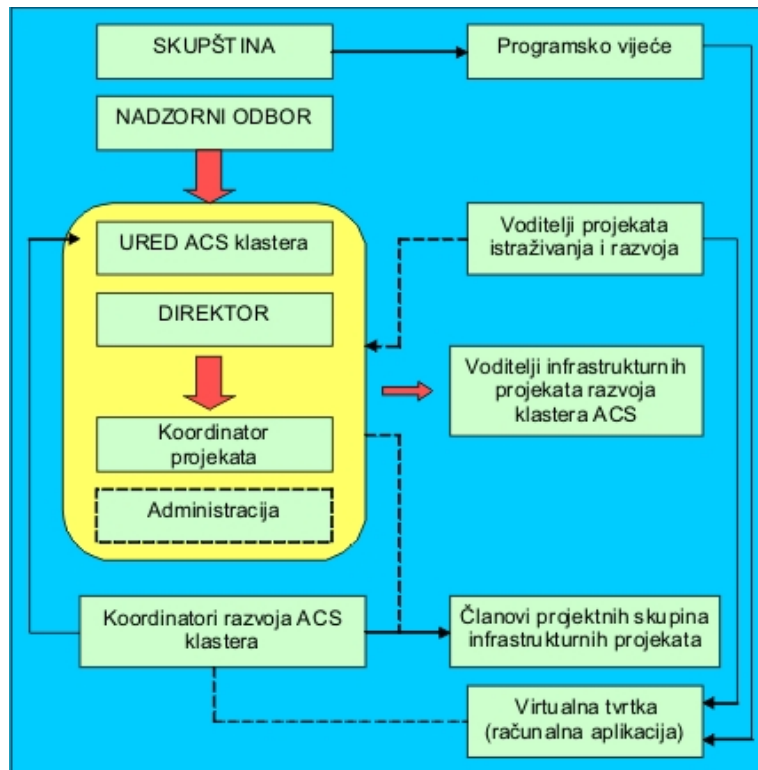 SKUPŠTINA
Programsko vijeće
NADZORNI ODBOR
URED ACS klastera
Voditelji projekata
istraživanja i razvoja
DIREKTOR
Voditelji infrastrukturnih
projekata razvoja
klastera ACS
Koordinator
projekata
Administracija
Koordinatori razvoja ACS
klastera
Članovi projektnih skupina
infrastrukturnih projekata
Virtualna tvrtka
(računalna aplikacija)